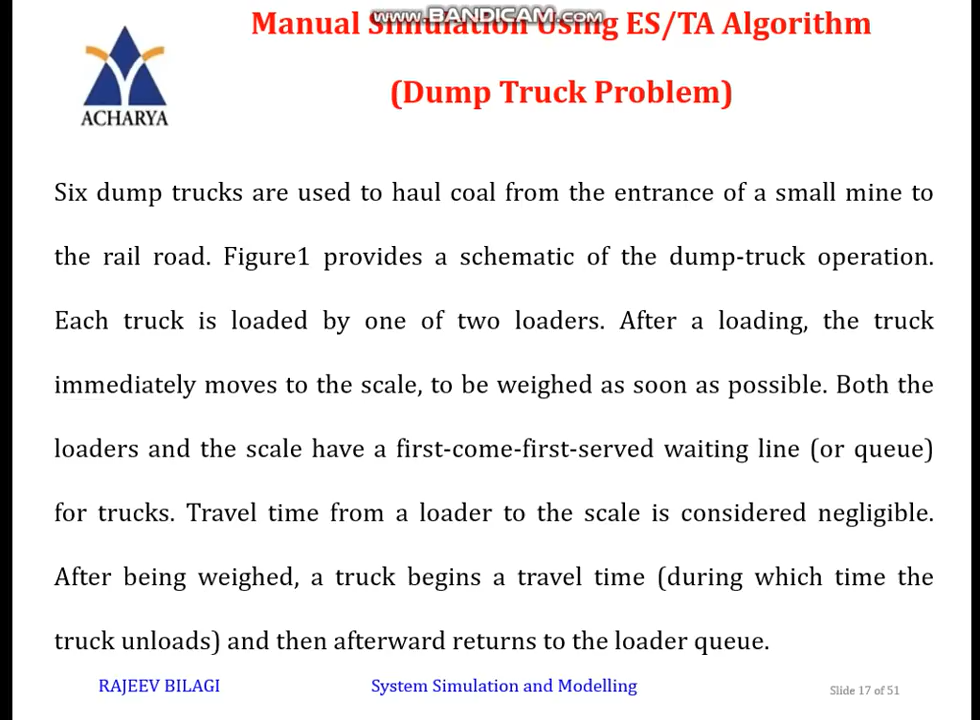 www.BANDICAM.com
Manual Simulation Using ES/TA Algorithm
(Dump Truck Problem)
ACHARYA
Six dump trucks are used to haul coal from the entrance of a small mine to
the rail road. Figure1 provides a schematic of the dump-truck operation.
Each truck is loaded by one of two loaders. After a loading, the truck
immediately moves to the scale, to be weighed as soon as possible. Both the
loaders and the scale have a first-come-first-served waiting line (or queue)
for trucks. Travel time from a loader to the scale is considered negligible.
After being weighed, a truck begins a travel time (during which time the
truck unloads) and then afterward returns to the loader queue.
RAJEEV BILAGI
System Simulation and Modelling
Slide 17 of 51